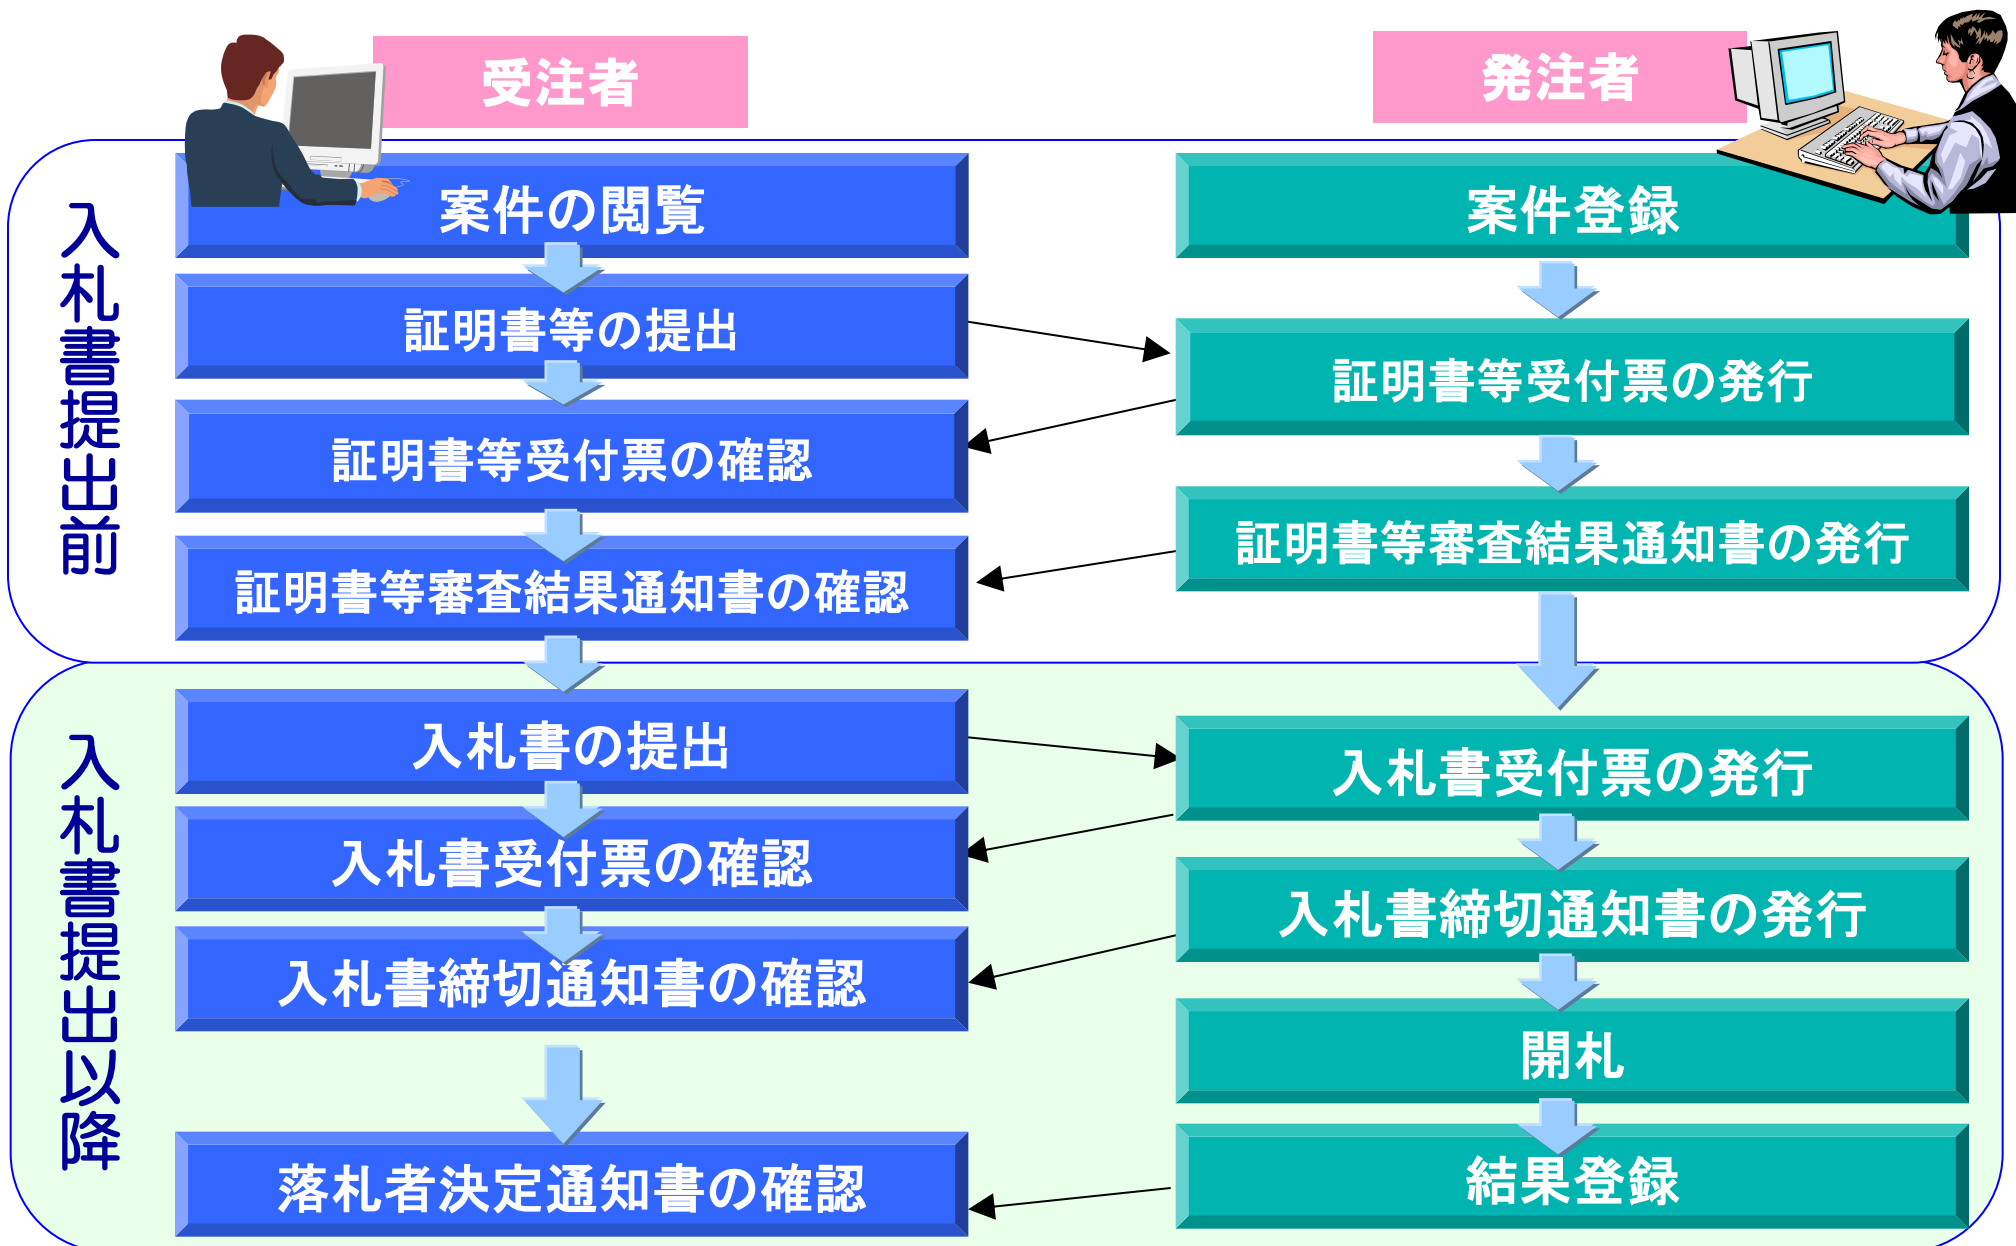 受注者
発注者
入札書提出前
案件の閲覧
案件登録
証明書等の提出
証明書等受付票の発行
証明書等受付票の確認
証明書等審査結果通知書の発行
証明書等審査結果通知書の確認
入札書提出以降
入札書の提出
入札書受付票の発行
入札書受付票の確認
入札書締切通知書の発行
入札書締切通知書の確認
開札
落札者決定通知書の確認
結果登録